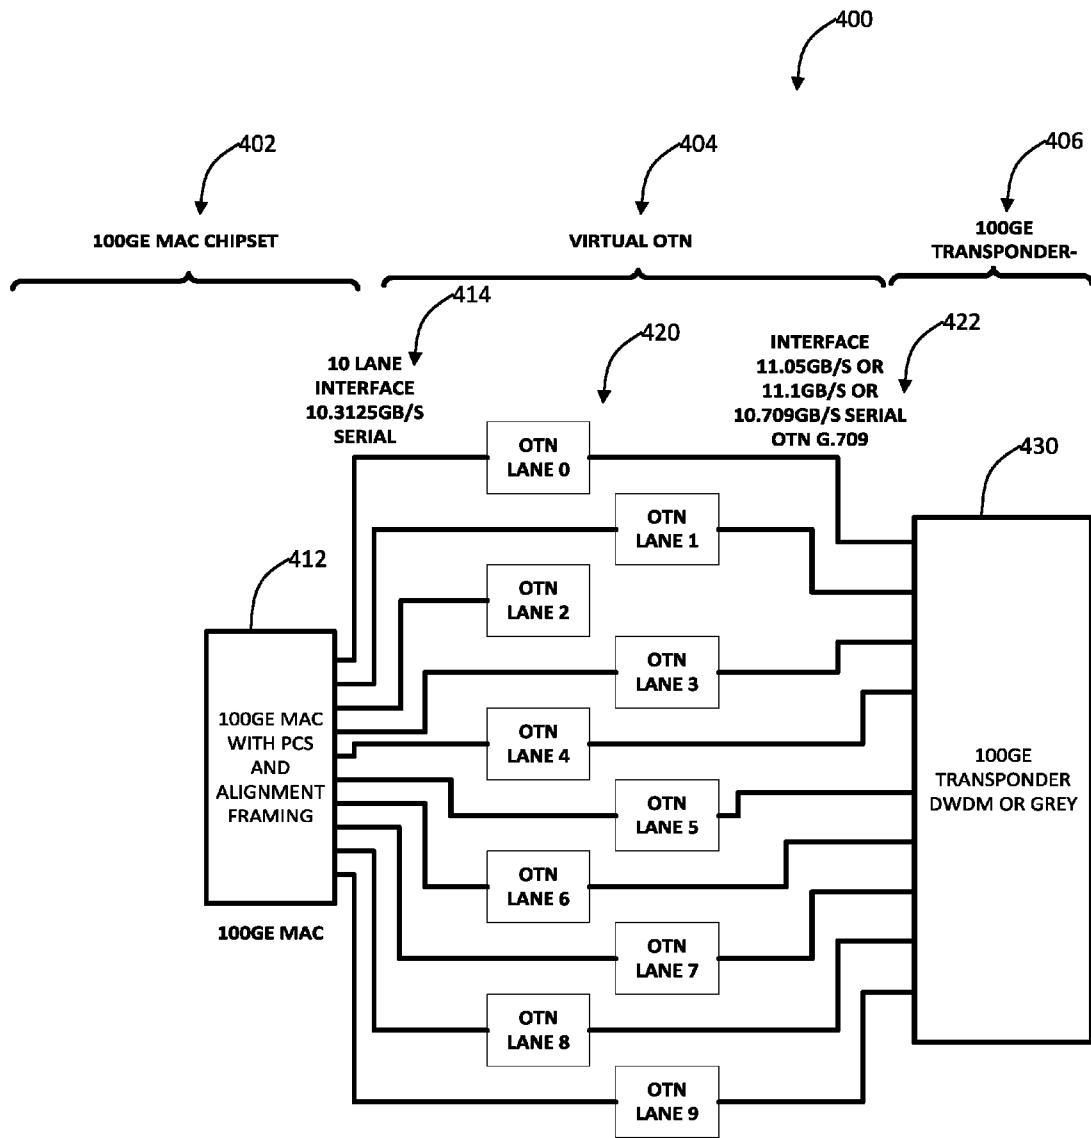 400
402
404
406
100GE MAC CHIPSET
VIRTUAL OTN
100GE
TRANSPONDER-
414
420
422
10 LANE
INTERFACE
10.3125GB/S
SERIAL
INTERFACE
11.05GB/S OR
11.1GB/S OR
10.709GB/S SERIAL
OTN G.709
OTN
LANE 0
430
OTN
LANE 1
412
OTN
LANE 2
OTN
LANE 3
100GE MAC
WITH PCS
AND
ALIGNMENT
FRAMING
OTN
LANE 4
100GE
TRANSPONDER
DWDM OR GREY
OTN
LANE 5
OTN
LANE 6
100GE MAC
OTN
LANE 7
OTN
LANE 8
OTN
LANE 9